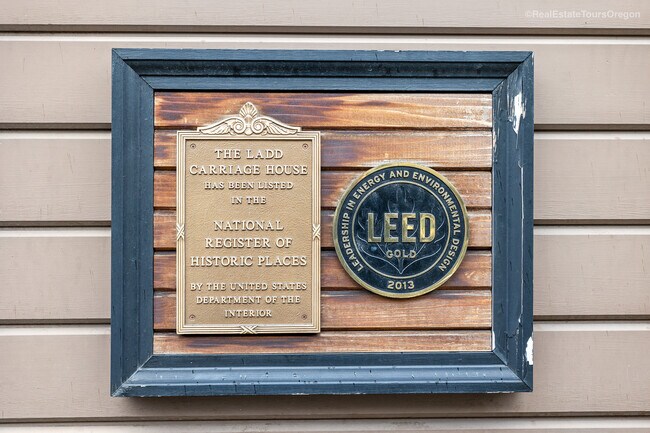 ©RealEstateToursOregon
THE LADD
CARRIAGE HOUSE
HAS BEEN LISTED
IN THE
NATIONAL
REGISTER OF
HISTORIC PLACES
BY THE UNITED STATES
DEPARTMENT OF THE
INTERIOR
LEADERSHIP IN ENERGY AND ENVIRONMENTAL DESIGN
LEED
GOLD
2013